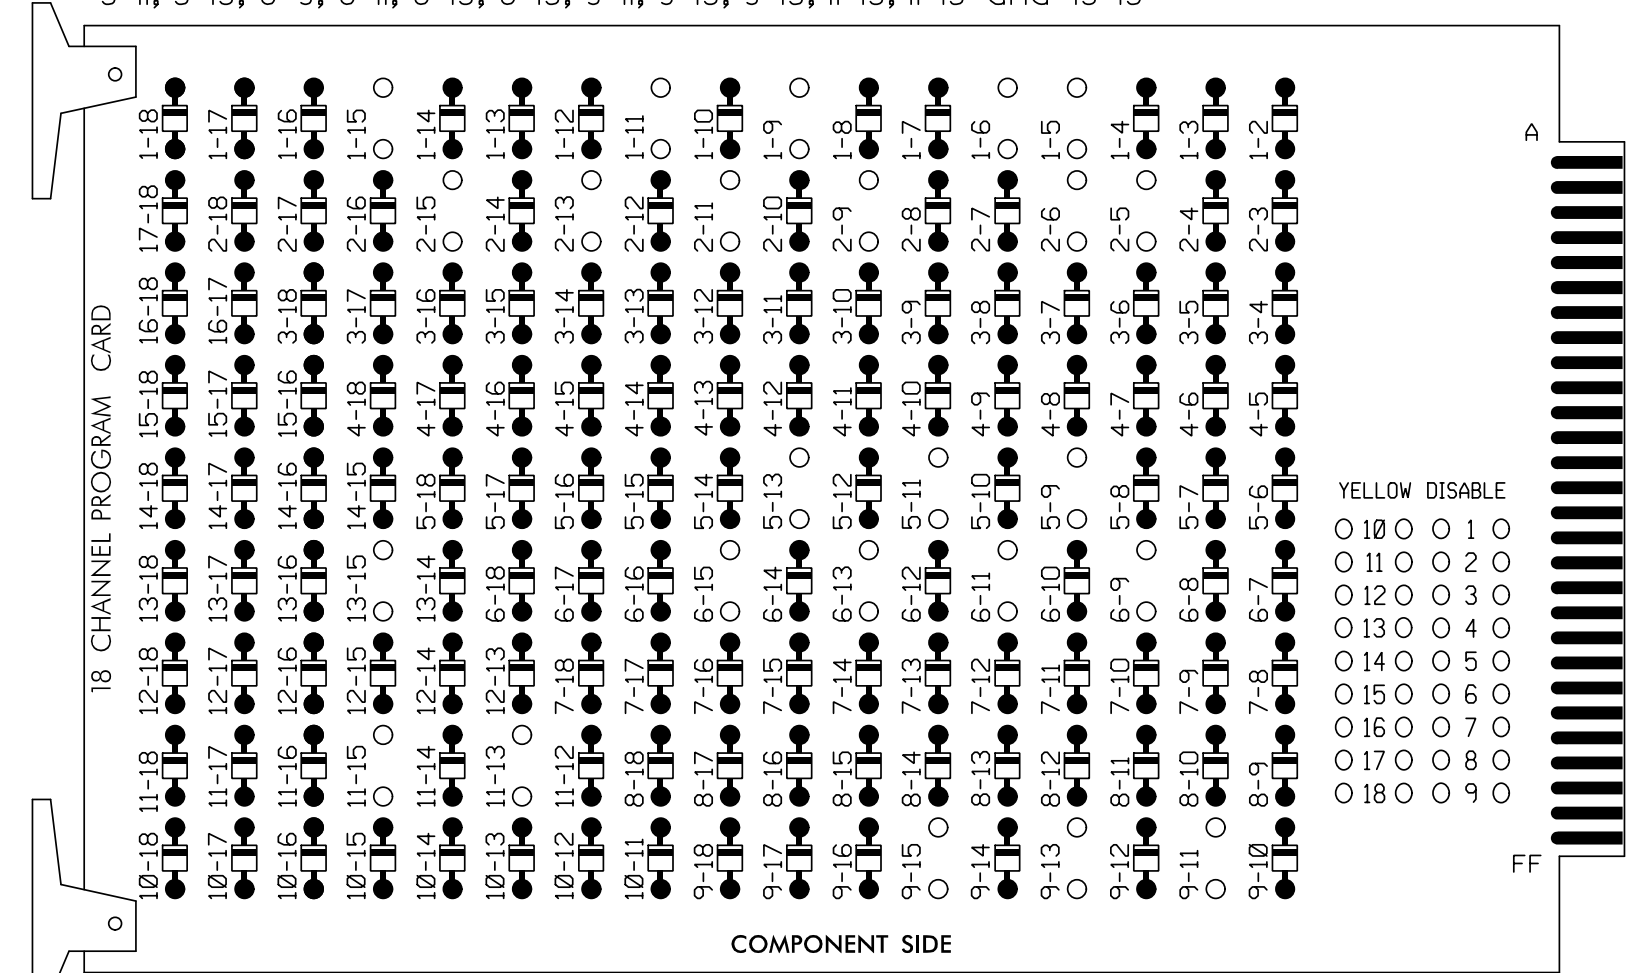 1-18 1-17 1-16 1-15 1-14 1-13 1-12 1-11 1-10 1-9 1-8 1-7 1-6 1-5 1-4 1-3 1-2
A
17-18 2-18 2-17 2-16 2-15 2-14 2-13 2-12 2-11 2-10 2-9 2-8 2-7 2-6 2-5 2-4 2-3
16-18 16-17 3-18 3-17 3-16 3-15 3-14 3-13 3-12 3-11 3-10 3-9 3-8 3-7 3-6 3-5 3-4
18 CHANNEL PROGRAM CARD
15-18 15-17 15-16 4-18 4-17 4-16 4-15 4-14 4-13 4-12 4-11 4-10 4-9 4-8 4-7 4-6 4-5
14-18 14-17 14-16 14-15 5-18 5-17 5-16 5-15 5-14 5-13 5-12 5-11 5-10 5-9 5-8 5-7 5-6
13-18 13-17 13-16 13-15 13-14 6-18 6-17 6-16 6-15 6-14 6-13 6-12 6-11 6-10 6-9 6-8 6-7
12-18 12-17 12-16 12-15 12-14 12-13 7-18 7-17 7-16 7-15 7-14 7-13 7-12 7-11 7-10 7-9 7-8
11-18 11-17 11-16 11-15 11-14 11-13 11-12 8-18 8-17 8-16 8-15 8-14 8-13 8-12 8-11 8-10 8-9
10-18 10-17 10-16 10-15 10-14 10-13 10-12 10-11 9-18 9-17 9-16 9-15 9-14 9-13 9-12 9-11 9-10
YELLOW DISABLE
10 1
11 2
12 3
13 4
14 5
15 6
16 7
17 8
18 9
FF
COMPONENT SIDE